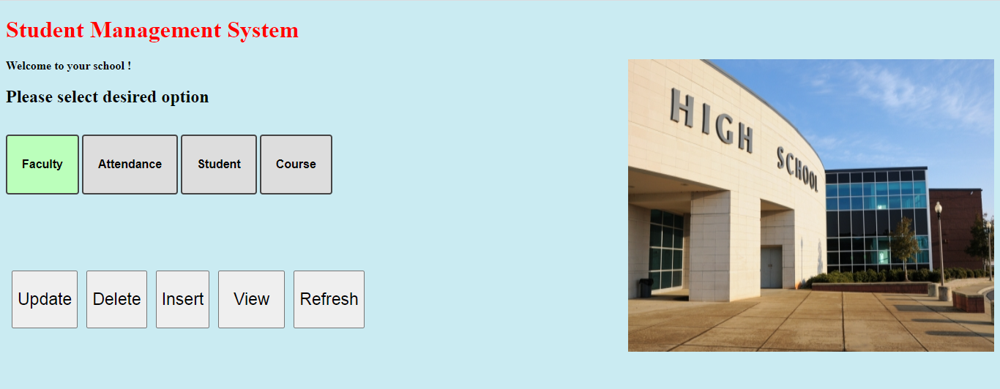 Student Management System
Welcome to your school !
Please select desired option
Faculty Attendance Student Course
Update Delete Insert View Refresh
HIGH SCHOOL